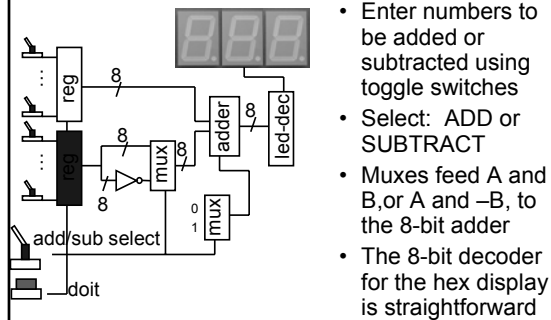 reg
reg
8
8
8
8
8
mux
adder
led-dec
mux
0
1
add/sub select
doit
• Enter numbers to
be added or
subtracted using
toggle switches
• Select: ADD or
SUBTRACT
• Muxes feed A and
B,or A and –B, to
the 8-bit adder
• The 8-bit decoder
for the hex display
is straightforward